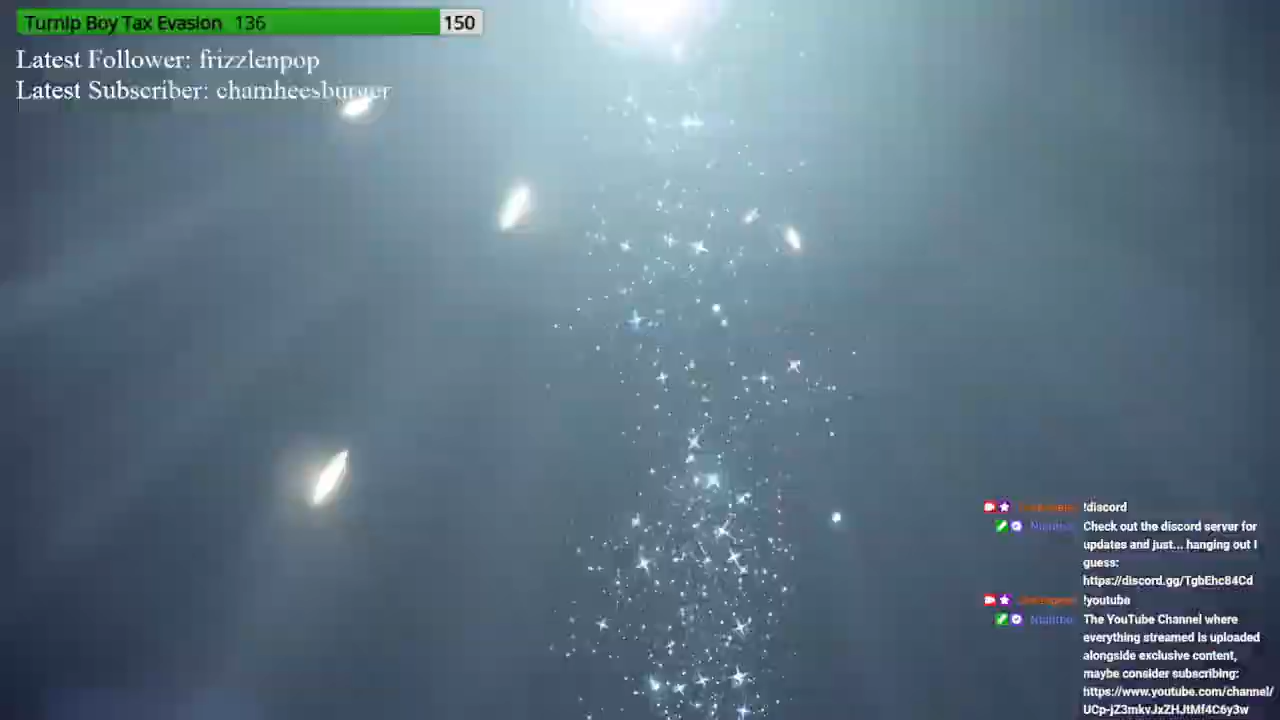 Turnip Boy Tax Evasion 136
150
Latest Follower: frizzlenpop
Latest Subscriber: chamheesburger
!discord
Check out the discord server for
updates and just... hanging out I
guess:
https://discord.gg/TgbEhc84Cd
!youtube
The YouTube Channel where
everything streamed is uploaded
alongside exclusive content,
maybe consider subscribing:
https://www.youtube.com/channel/
UCp-jZ3mkvJxZHJtMf4C6y3w